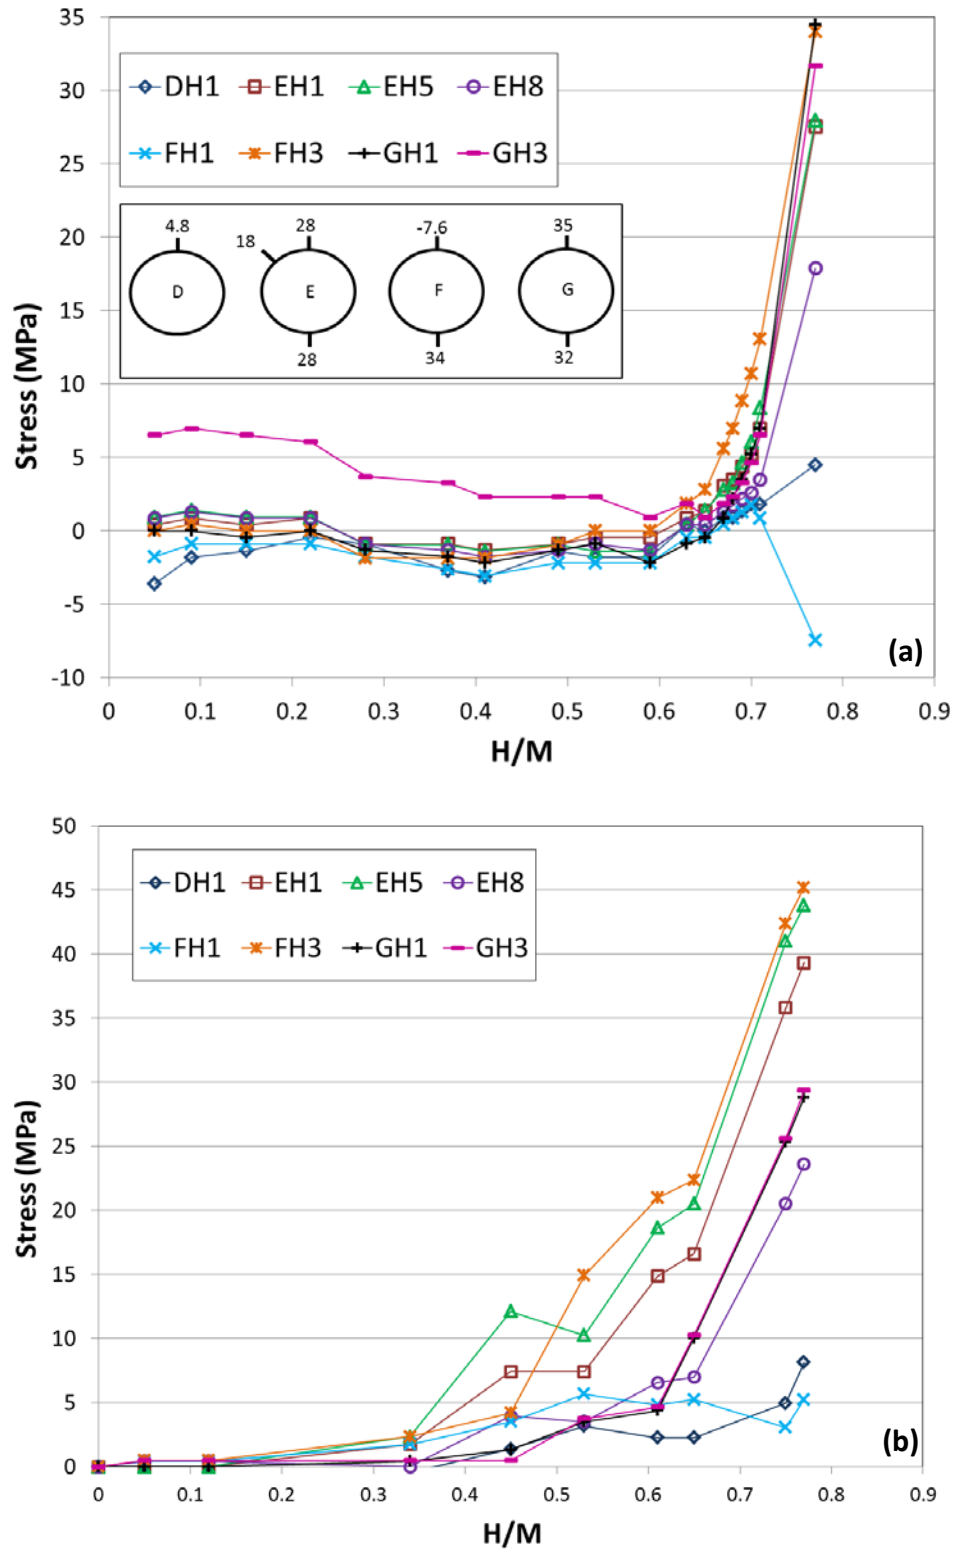 35
30
25
20
15
10
5
0
-5
-10
Stress (MPa)
DH1 EH1 EH5 EH8
FH1 FH3 GH1 GH3
4.8 18 28 -7.6 35
D E F G
28 34 32
(a)
0 0.1 0.2 0.3 0.4 0.5 0.6 0.7 0.8 0.9
H/M
50
45
40
35
30
25
20
15
10
5
0
Stress (MPa)
DH1 EH1 EH5 EH8
FH1 FH3 GH1 GH3
(b)
0 0.1 0.2 0.3 0.4 0.5 0.6 0.7 0.8 0.9
H/M